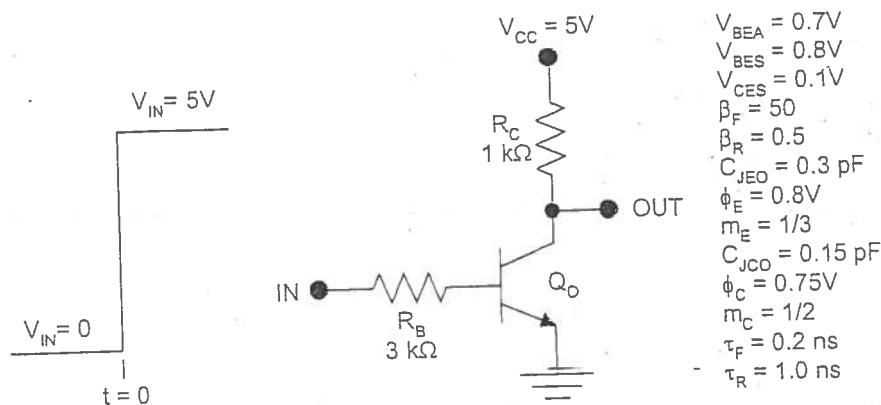 V_CC = 5V
V_IN = 5V
R_C
1 kΩ
OUT
IN
Q_O
R_B
3 kΩ
V_IN = 0
t = 0
V_BEA = 0.7V
V_BES = 0.8V
V_CES = 0.1V
β_F = 50
β_R = 0.5
C_JEO = 0.3 pF
ϕ_E = 0.8V
m_E = 1/3
C_JCO = 0.15 pF
ϕ_C = 0.75V
m_C = 1/2
τ_F = 0.2 ns
τ_R = 1.0 ns